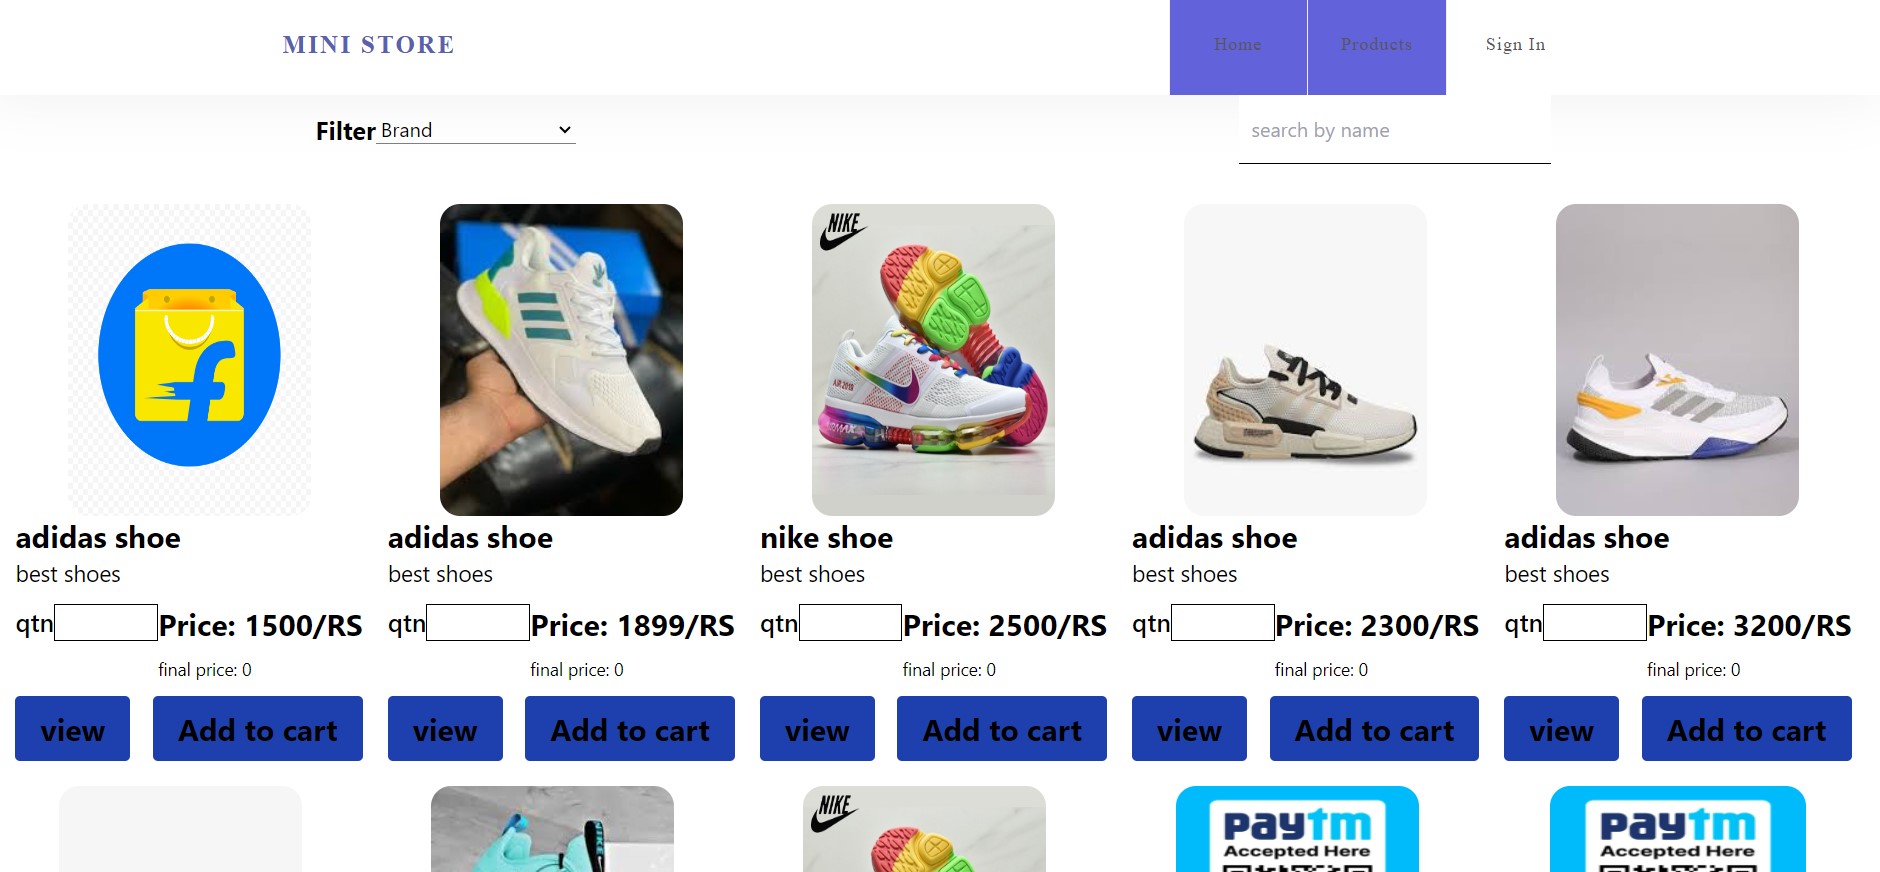 MINI STORE
Home Products Sign In
Filter Brand
search by name
NIKE
AIR 2019
adidas shoe adidas shoe nike shoe adidas shoe adidas shoe
best shoes best shoes best shoes best shoes best shoes
qtn Price: 1500/RS qtn Price: 1899/RS qtn Price: 2500/RS qtn Price: 2300/RS qtn Price: 3200/RS
final price: 0 final price: 0 final price: 0 final price: 0 final price: 0
view Add to cart view Add to cart view Add to cart view Add to cart view Add to cart
NIKE NIKE paytm paytm
Accepted Here Accepted Here